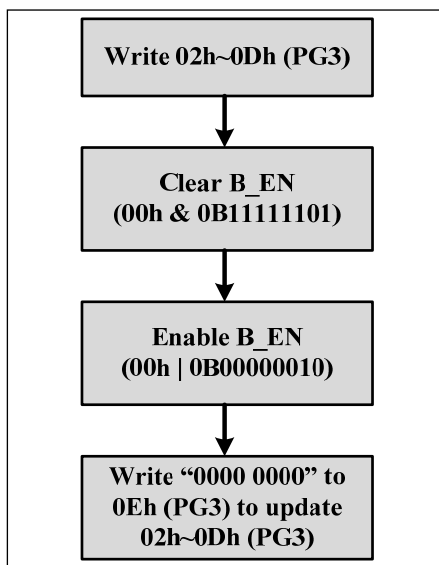 Write 02h~0Dh (PG3)
Clear B_EN
(00h & 0B11111101)
Enable B_EN
(00h | 0B00000010)
Write “0000 0000” to
0Eh (PG3) to update
02h~0Dh (PG3)